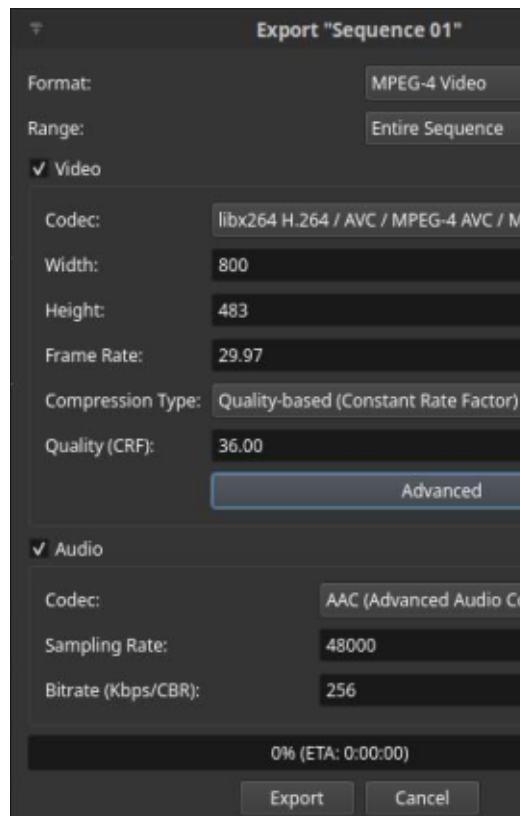 Export "Sequence 01"
Format: MPEG-4 Video
Range: Entire Sequence
Video
Codec: libx264 H.264 / AVC / MPEG-4 AVC / M
Width: 800
Height: 483
Frame Rate: 29.97
Compression Type: Quality-based (Constant Rate Factor)
Quality (CRF): 36.00
Advanced
Audio
Codec: AAC (Advanced Audio Co
Sampling Rate: 48000
Bitrate (Kbps/CBR): 256
0% (ETA: 0:00:00)
Export Cancel